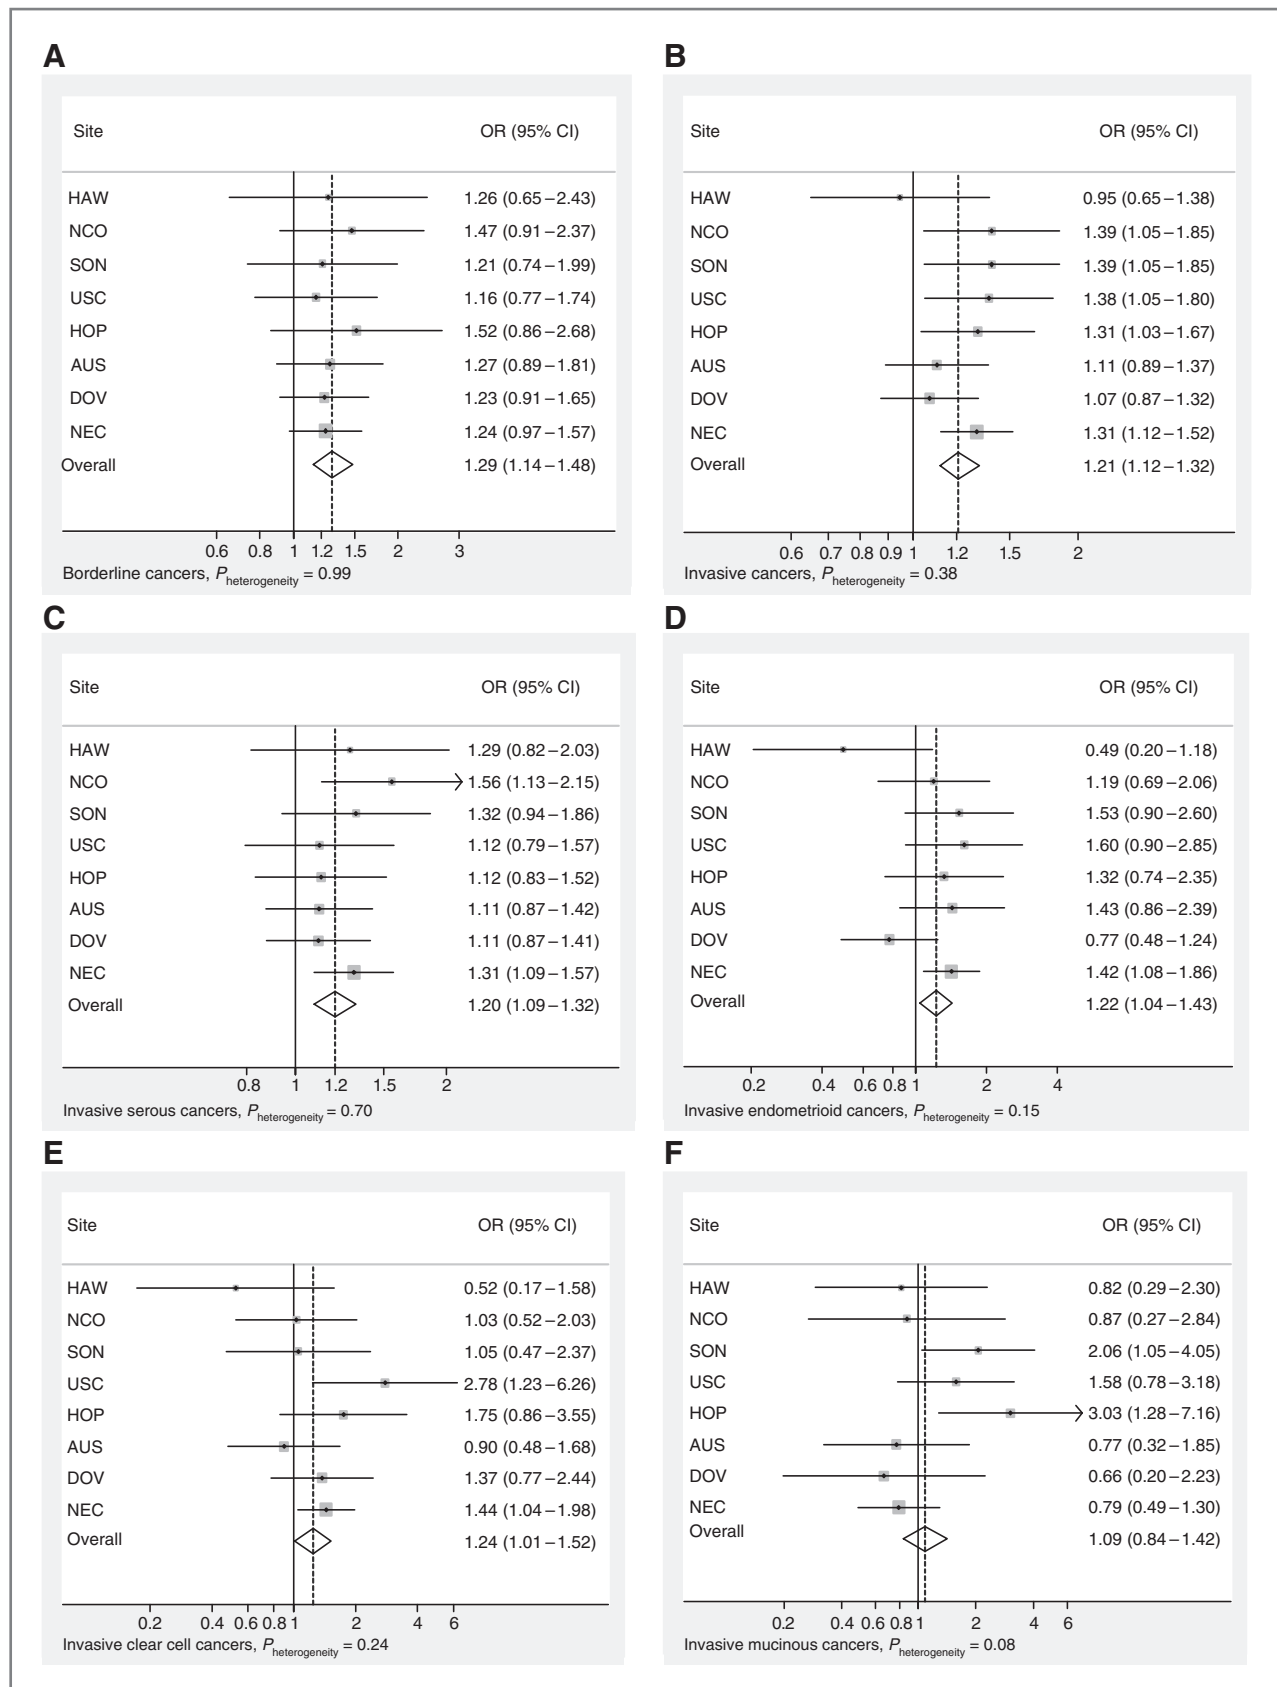 A
Site OR (95% CI)
HAW 1.26 (0.65–2.43)
NCO 1.47 (0.91–2.37)
SON 1.21 (0.74–1.99)
USC 1.16 (0.77–1.74)
HOP 1.52 (0.86–2.68)
AUS 1.27 (0.89–1.81)
DOV 1.23 (0.91–1.65)
NEC 1.24 (0.97–1.57)
Overall 1.29 (1.14–1.48)
0.6 0.8 1 1.2 1.5 2 3
Borderline cancers, Pheterogeneity = 0.99
B
Site OR (95% CI)
HAW 0.95 (0.65–1.38)
NCO 1.39 (1.05–1.85)
SON 1.39 (1.05–1.85)
USC 1.38 (1.05–1.80)
HOP 1.31 (1.03–1.67)
AUS 1.11 (0.89–1.37)
DOV 1.07 (0.87–1.32)
NEC 1.31 (1.12–1.52)
Overall 1.21 (1.12–1.32)
0.6 0.7 0.8 0.9 1 1.2 1.5 2
Invasive cancers, Pheterogeneity = 0.38
C
Site OR (95% CI)
HAW 1.29 (0.82–2.03)
NCO 1.56 (1.13–2.15)
SON 1.32 (0.94–1.86)
USC 1.12 (0.79–1.57)
HOP 1.12 (0.83–1.52)
AUS 1.11 (0.87–1.42)
DOV 1.11 (0.87–1.41)
NEC 1.31 (1.09–1.57)
Overall 1.20 (1.09–1.32)
0.8 1 1.2 1.5 2
Invasive serous cancers, Pheterogeneity = 0.70
D
Site OR (95% CI)
HAW 0.49 (0.20–1.18)
NCO 1.19 (0.69–2.06)
SON 1.53 (0.90–2.60)
USC 1.60 (0.90–2.85)
HOP 1.32 (0.74–2.35)
AUS 1.43 (0.86–2.39)
DOV 0.77 (0.48–1.24)
NEC 1.42 (1.08–1.86)
Overall 1.22 (1.04–1.43)
0.2 0.4 0.6 0.8 1 2 4
Invasive endometrioid cancers, Pheterogeneity = 0.15
E
Site OR (95% CI)
HAW 0.52 (0.17–1.58)
NCO 1.03 (0.52–2.03)
SON 1.05 (0.47–2.37)
USC 2.78 (1.23–6.26)
HOP 1.75 (0.86–3.55)
AUS 0.90 (0.48–1.68)
DOV 1.37 (0.77–2.44)
NEC 1.44 (1.04–1.98)
Overall 1.24 (1.01–1.52)
0.2 0.4 0.6 0.8 1 2 4 6
Invasive clear cell cancers, Pheterogeneity = 0.24
F
Site OR (95% CI)
HAW 0.82 (0.29–2.30)
NCO 0.87 (0.27–2.84)
SON 2.06 (1.05–4.05)
USC 1.58 (0.78–3.18)
HOP 3.03 (1.28–7.16)
AUS 0.77 (0.32–1.85)
DOV 0.66 (0.20–2.23)
NEC 0.79 (0.49–1.30)
Overall 1.09 (0.84–1.42)
0.2 0.4 0.6 0.8 1 2 4 6
Invasive mucinous cancers, Pheterogeneity = 0.08